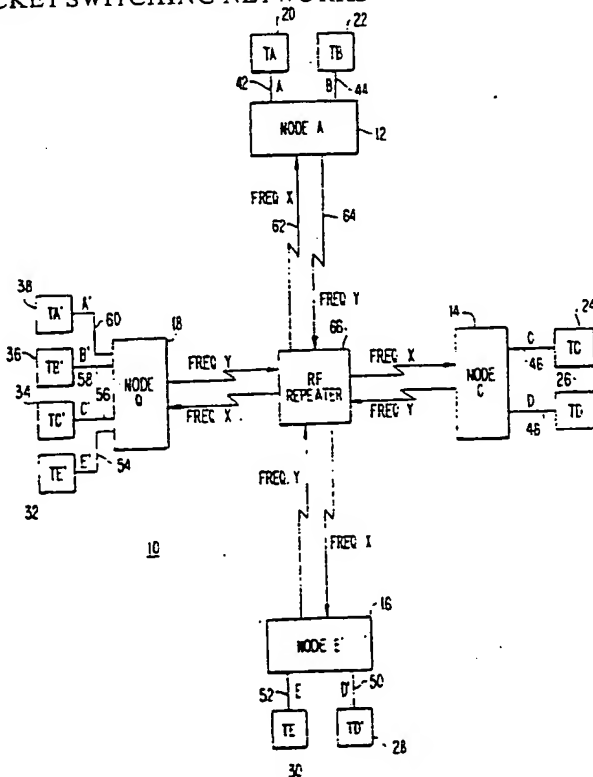 PACKET SWITCHING NETWORKS
20 22
TA TB
42 A B 44
NODE A 12
FREQ X 64
62
FREQ Y
38 TA' A' 60 18
36 TB' B' 58
34 TC' C' 56 NODE Q
TE' E' 54
32
FREQ Y
FREQ X
66
RF REPEATER
FREQ X
FREQ Y
14 NODE C
C 46 TC 24
26 D 46 TD
FREQ. Y
FREQ X
10
16
NODE E'
52 E D' 50
TE TD' 28
30